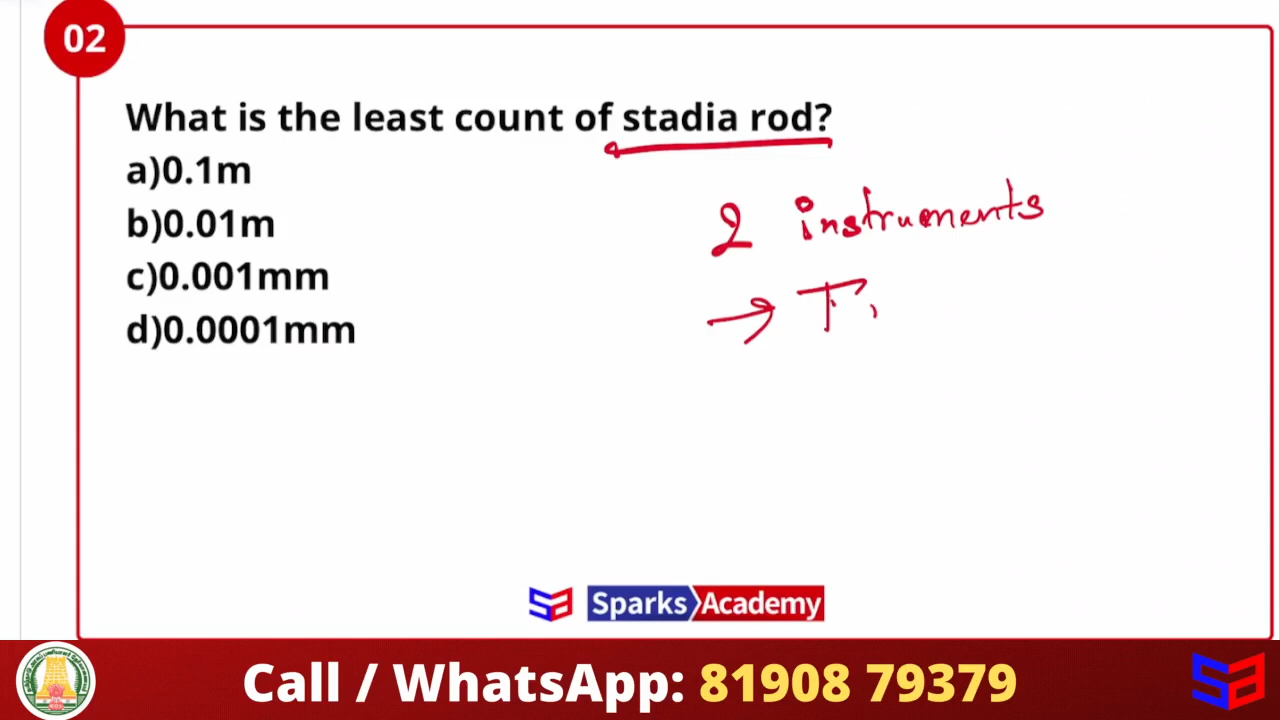 02
What is the least count of stadia rod?
a)0.1m
b)0.01m
c)0.001mm
d)0.0001mm
2 instruments
→ T
Sparks Academy
Call / WhatsApp: 81908 79379